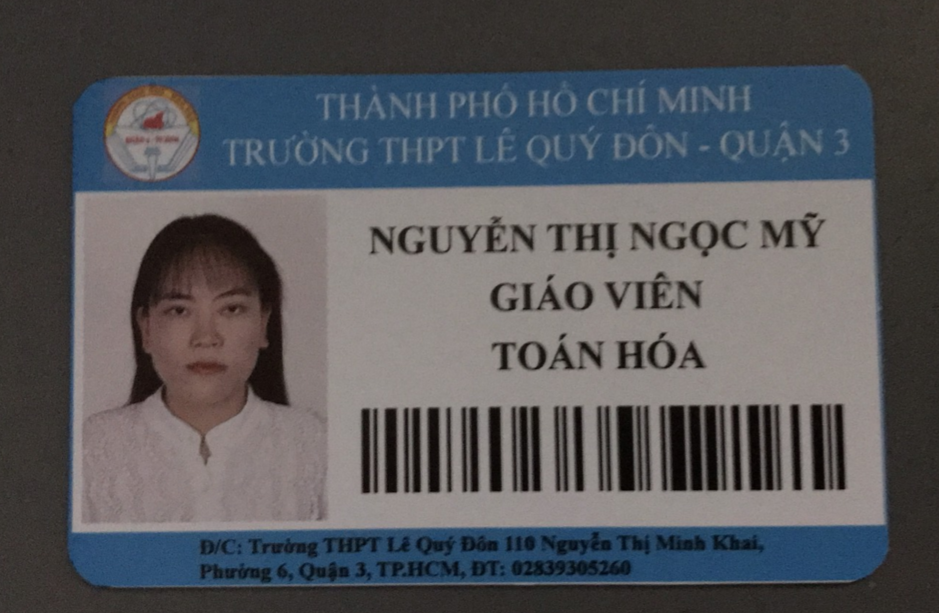 THÀNH PHỐ HỒ CHÍ MINH
TRƯỜNG THPT LÊ QUÝ ĐÔN - QUẬN 3
NGUYỄN THỊ NGỌC MỸ
GIÁO VIÊN
TOÁN HÓA
Đ/C: Trường THPT Lê Quý Đôn 110 Nguyễn Thị Minh Khai,
Phường 6, Quận 3, TP.HCM, ĐT: 02839305260